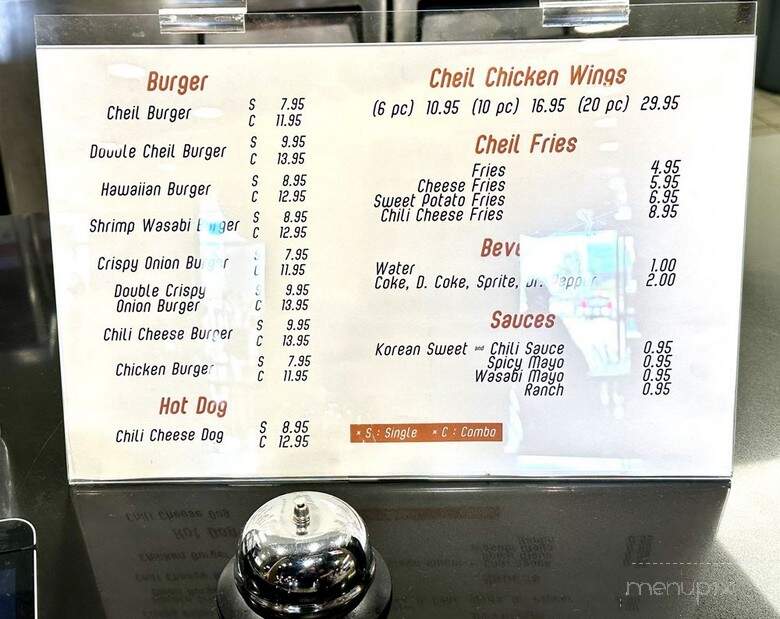 Burger
Cheil Burger S 7.95
C 11.95
Double Cheil Burger S 9.95
C 13.95
Hawaiian Burger S 8.95
C 12.95
Shrimp Wasabi Burger S 8.95
C 12.95
Crispy Onion Burger S 7.95
C 11.95
Double Crispy S 9.95
Onion Burger C 13.95
Chili Cheese Burger S 9.95
C 13.95
Chicken Burger S 7.95
C 11.95
Hot Dog
Chili Cheese Dog S 8.95
C 12.95
Cheil Chicken Wings
(6 pc) 10.95 (10 pc) 16.95 (20 pc) 29.95
Cheil Fries
Fries 4.95
Cheese Fries 5.95
Sweet Potato Fries 6.95
Chili Cheese Fries 8.95
Water 1.00
Coke, D. Coke, Sprite, Dr. Pepper 2.00
Sauces
Korean Sweet and Chili Sauce 0.95
Spicy Mayo 0.95
Wasabi Mayo 0.95
Ranch 0.95
* S : Single * C : Combo
menupix